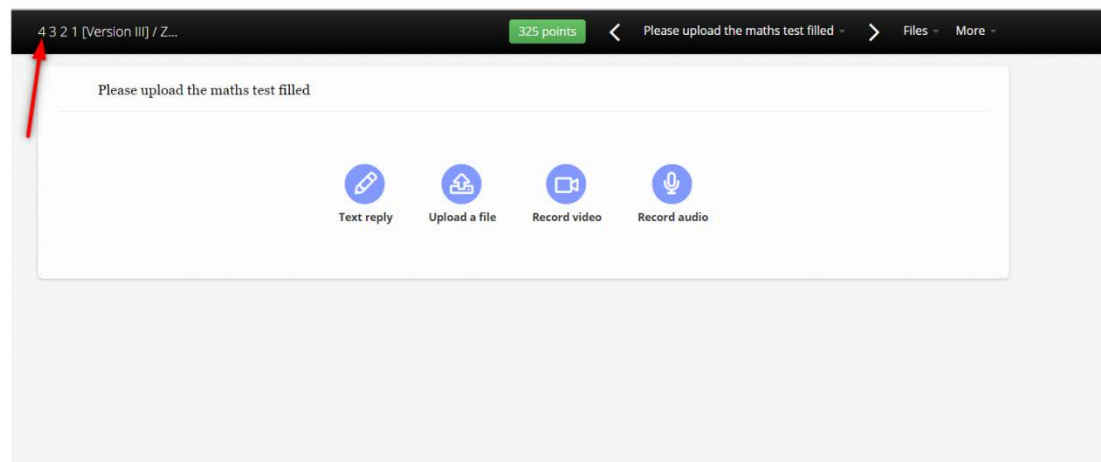 4 3 2 1 [Version III] / Z... 325 points Please upload the maths test filled Files More
Please upload the maths test filled
Text reply Upload a file Record video Record audio